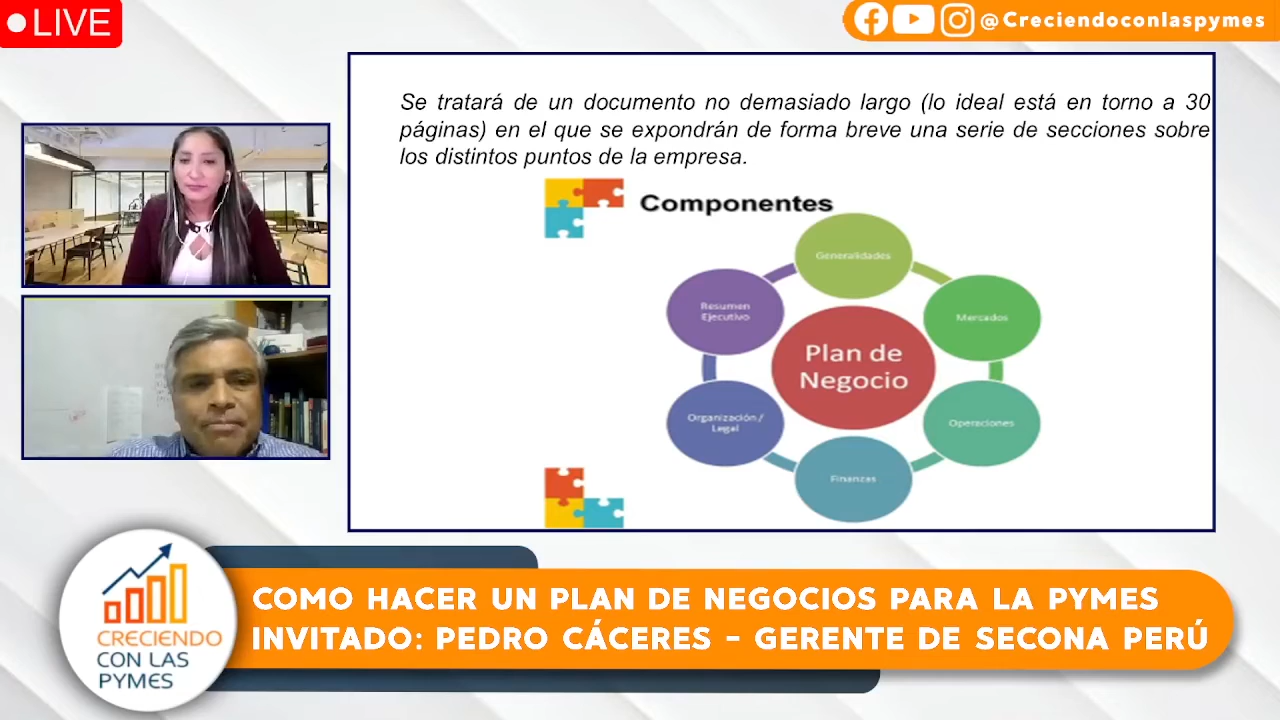 LIVE
@Creciendoconlaspymes
Se tratará de un documento no demasiado largo (lo ideal está en torno a 30
páginas) en el que se expondrán de forma breve una serie de secciones sobre
los distintos puntos de la empresa.
Componentes
Generalidades
Resumen
Ejecutivo
Mercados
Plan de
Negocio
Organización /
Legal
Operaciones
Finanzas
CRECIENDO
CON LAS
PYMES
COMO HACER UN PLAN DE NEGOCIOS PARA LA PYMES
INVITADO: PEDRO CÁCERES - GERENTE DE SECONA PERÚ